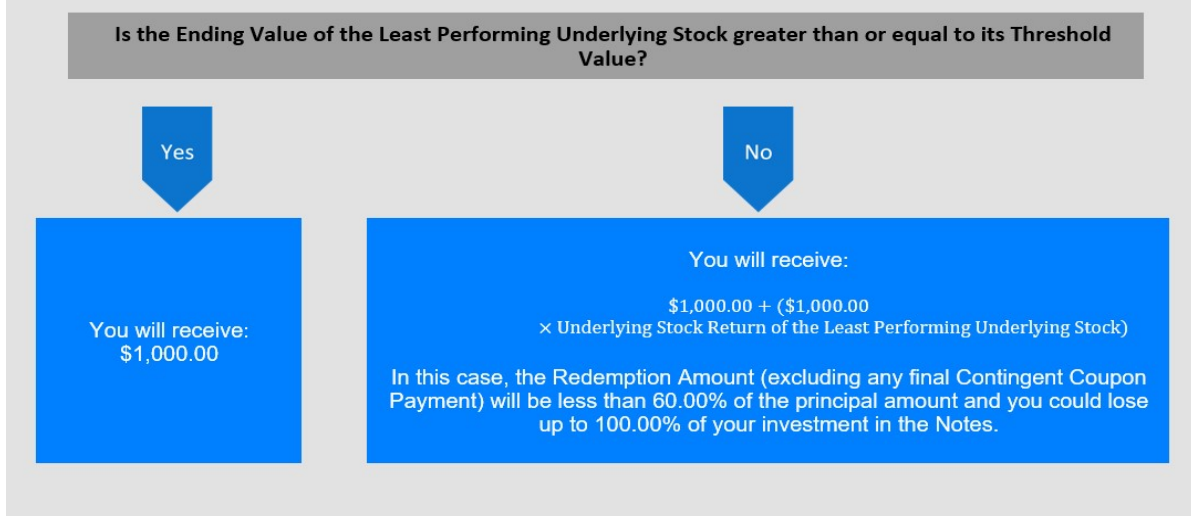 Is the Ending Value of the Least Performing Underlying Stock greater than or equal to its Threshold
Value?
Yes
No
You will receive:
$1,000.00
You will receive:
$1,000.00 + ($1,000.00
× Underlying Stock Return of the Least Performing Underlying Stock)
In this case, the Redemption Amount (excluding any final Contingent Coupon
Payment) will be less than 60.00% of the principal amount and you could lose
up to 100.00% of your investment in the Notes.